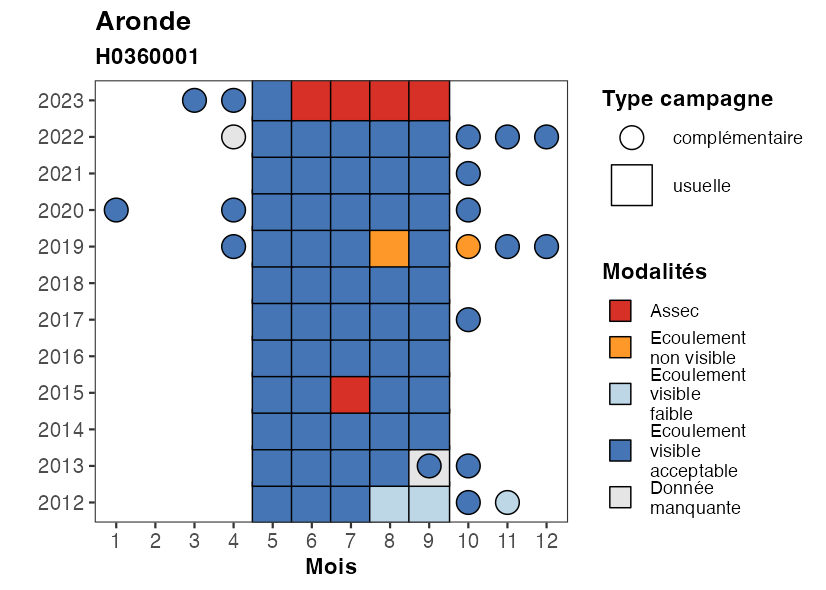 Aronde
H0360001
2023
2022
2021
2020
2019
2018
2017
2016
2015
2014
2013
2012
1 2 3 4 5 6 7 8 9 10 11 12
Mois
Type campagne
complémentaire
usuelle
Modalités
Assec
Ecoulement
non visible
Ecoulement
visible
faible
Ecoulement
visible
acceptable
Donnée
manquante